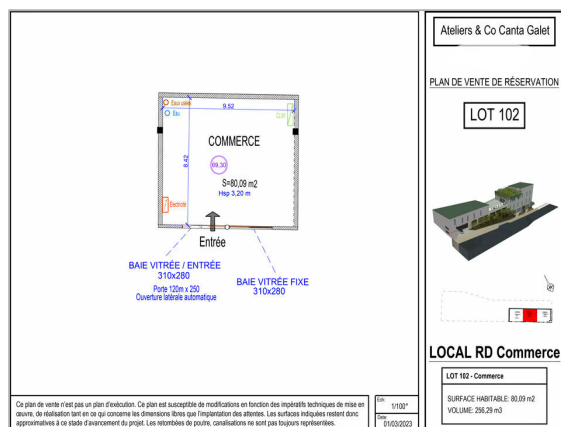 Ateliers & Co Canta Galet
PLAN DE VENTE DE RÉSERVATION
LOT 102
Eaux usées
Eau
9.52
CLIM
COMMERCE
8.42
69,30
S=80,09 m2
Hsp 3,20 m
Electricité
Entrée
BAIE VITRÉE / ENTRÉE
310x280
Porte 120m x 250
Ouverture latérale automatique
BAIE VITRÉE FIXE
310x280
LOCAL RD Commerce
LOT 102 - Commerce
SURFACE HABITABLE: 80,09 m2
VOLUME: 256,29 m3
Ce plan de vente n'est pas un plan d'exécution. Ce plan est susceptible de modifications en fonction des impératifs techniques de mise en
œuvre, de réalisation tant en ce qui concerne les dimensions libres que l'implantation des attentes. Les surfaces indiquées restent donc
approximatives à ce stade d'avancement du projet. Les retombées de poutre, canalisations ne sont pas toujours représentées.
Ech:
1/100°
Date:
01/03/2023